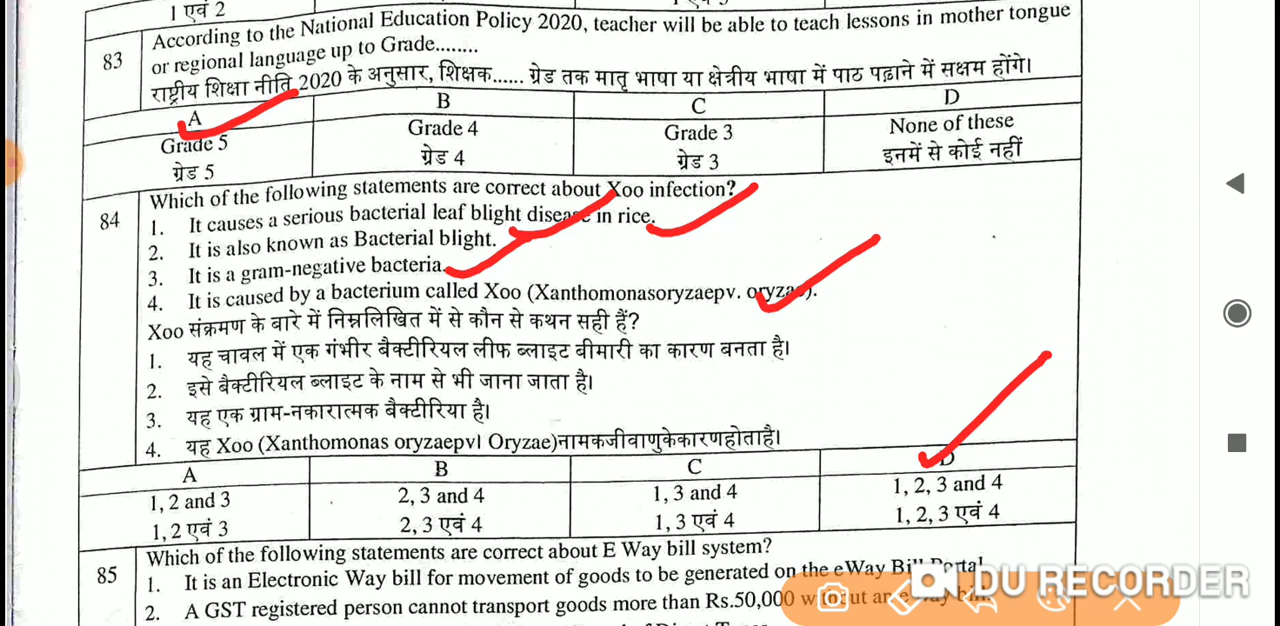 1 एवं 2
83 According to the National Education Policy 2020, teacher will be able to teach lessons in mother tongue
or regional language up to Grade........
राष्ट्रीय शिक्षा नीति 2020 के अनुसार, शिक्षक...... ग्रेड तक मातृ भाषा या क्षेत्रीय भाषा में पाठ पढ़ाने में सक्षम होंगे।
A B C D
Grade 5 Grade 4 Grade 3 None of these
ग्रेड 5 ग्रेड 4 ग्रेड 3 इनमें से कोई नहीं
84 Which of the following statements are correct about Xoo infection?
1. It causes a serious bacterial leaf blight disease in rice.
2. It is also known as Bacterial blight.
3. It is a gram-negative bacteria.
4. It is caused by a bacterium called Xoo (Xanthomonasoryzaepv. oryzae).
Xoo संक्रमण के बारे में निम्नलिखित में से कौन से कथन सही हैं?
1. यह चावल में एक गंभीर बैक्टीरियल लीफ ब्लाइट बीमारी का कारण बनता है।
2. इसे बैक्टीरियल ब्लाइट के नाम से भी जाना जाता है।
3. यह एक ग्राम-नकारात्मक बैक्टीरिया है।
4. यह Xoo (Xanthomonas oryzaepvl Oryzae)नामकजीवाणुकेकारणहोताहै।
A B C D
1, 2 and 3 2, 3 and 4 1, 3 and 4 1, 2, 3 and 4
1, 2 एवं 3 2, 3 एवं 4 1, 3 एवं 4 1, 2, 3 एवं 4
85 Which of the following statements are correct about E Way bill system?
1. It is an Electronic Way bill for movement of goods to be generated on the eWay Bill Portal
2. A GST registered person cannot transport goods more than Rs.50,000 without an e-Way bill.
DU RECORDER